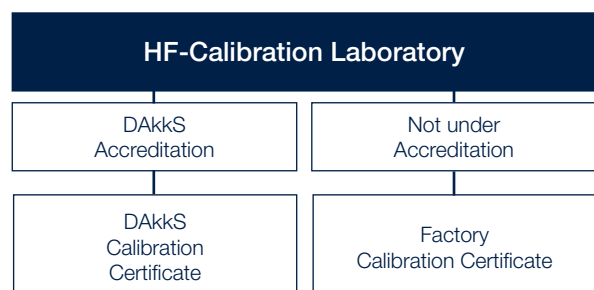 HF-Calibration Laboratory
DAkkS
Accreditation
Not under
Accreditation
DAkkS
Calibration
Certificate
Factory
Calibration Certificate